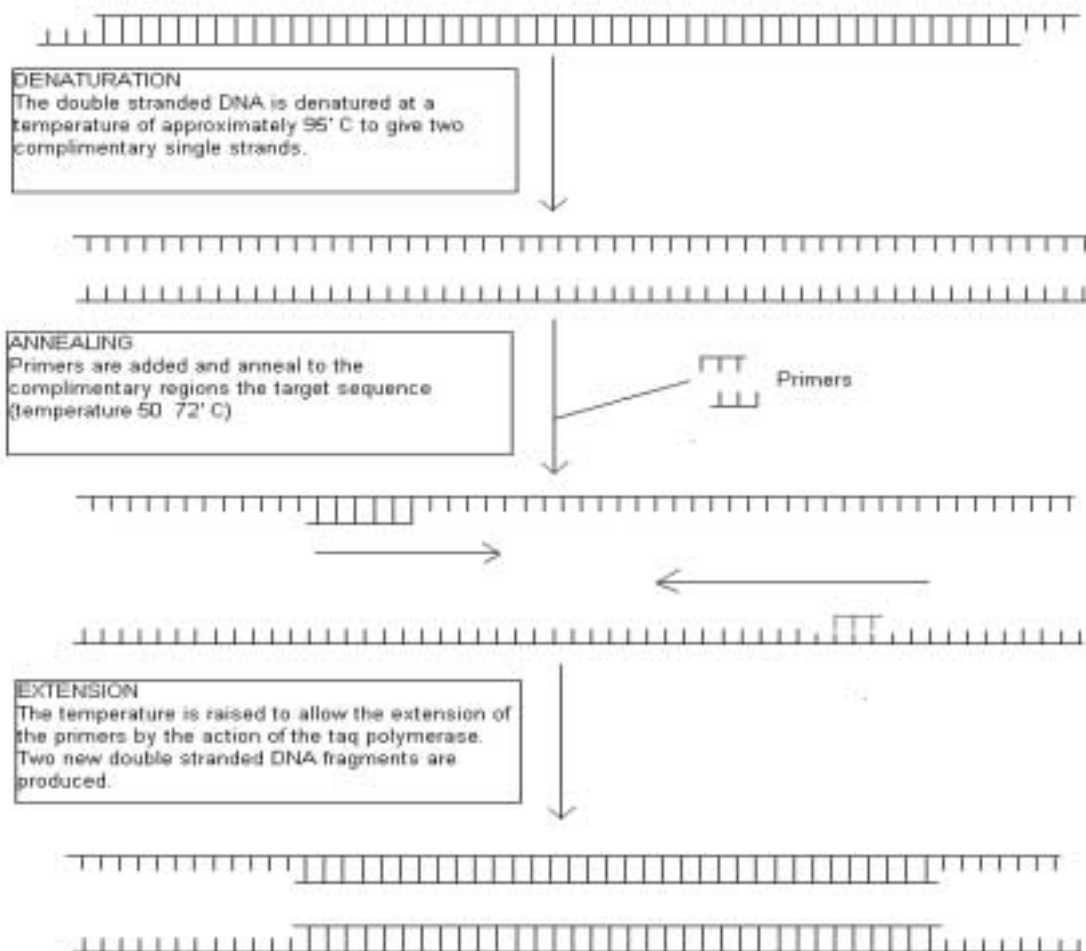 DENATURATION
The double stranded DNA is denatured at a
temperature of approximately 95' C to give two
complimentary single strands.
ANNEALING
Primers are added and anneal to the
complimentary regions the target sequence
(temperature 50 72' C)
Primers
EXTENSION
The temperature is raised to allow the extension of
the primers by the action of the taq polymerase.
Two new double stranded DNA fragments are
produced.